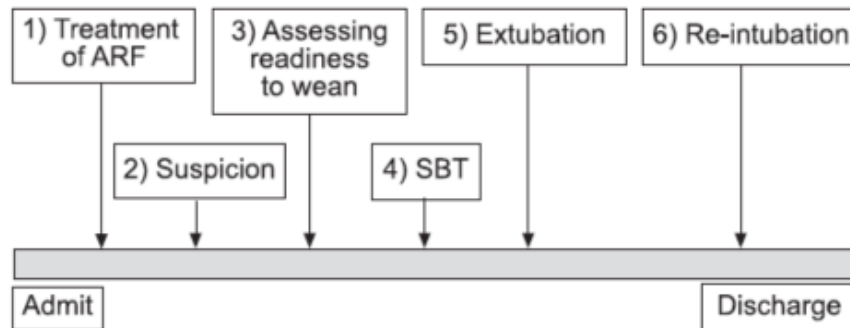 1) Treatment
of ARF
2) Suspicion
3) Assessing
readiness
to wean
4) SBT
5) Extubation
6) Re-intubation
Admit
Discharge